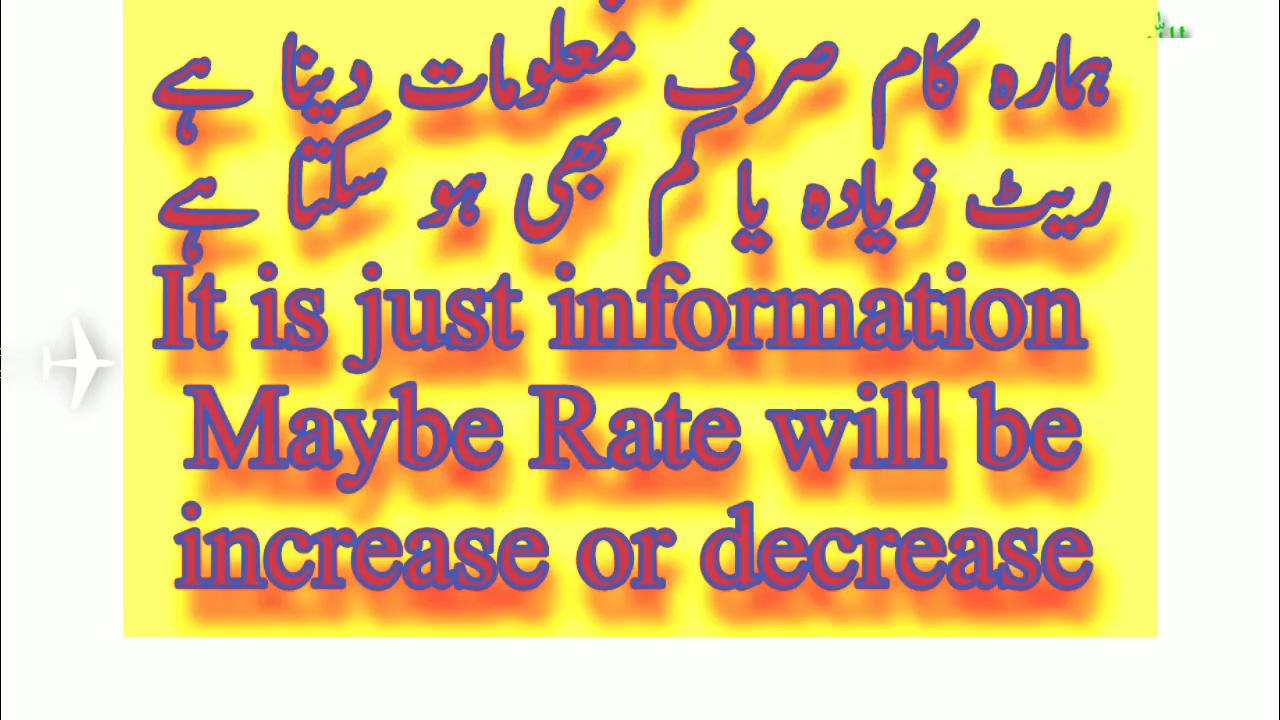 ہمارہ کام صرف معلومات دینا ہے
ریٹ زیادہ یا کم بھی ہو سکتا ہے
It is just information
Maybe Rate will be
increase or decrease